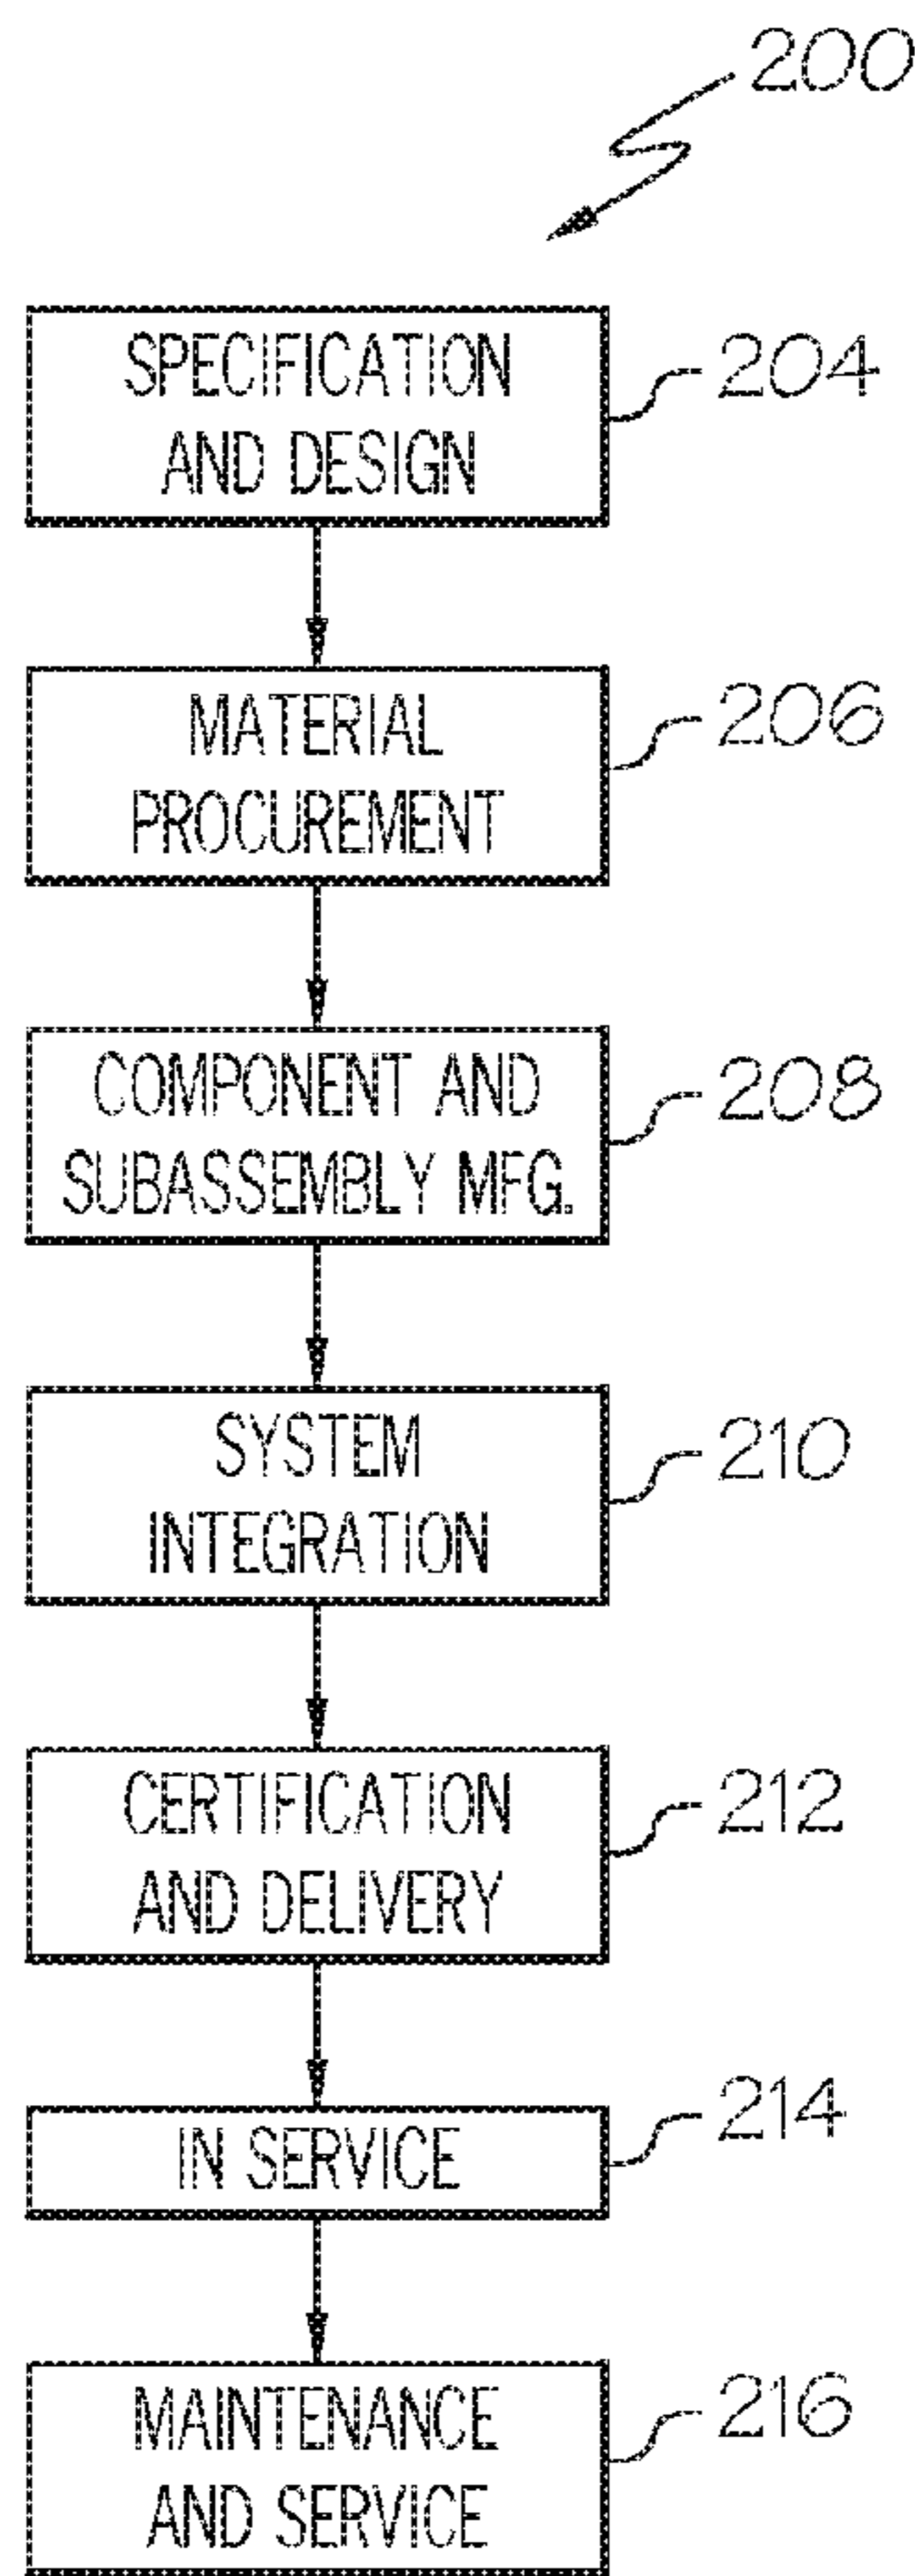 200
SPECIFICATION
AND DESIGN
204
MATERIAL
PROCUREMENT
206
COMPONENT AND
SUBASSEMBLY MFG.
208
SYSTEM
INTEGRATION
210
CERTIFICATION
AND DELIVERY
212
IN SERVICE
214
MAINTENANCE
AND SERVICE
216